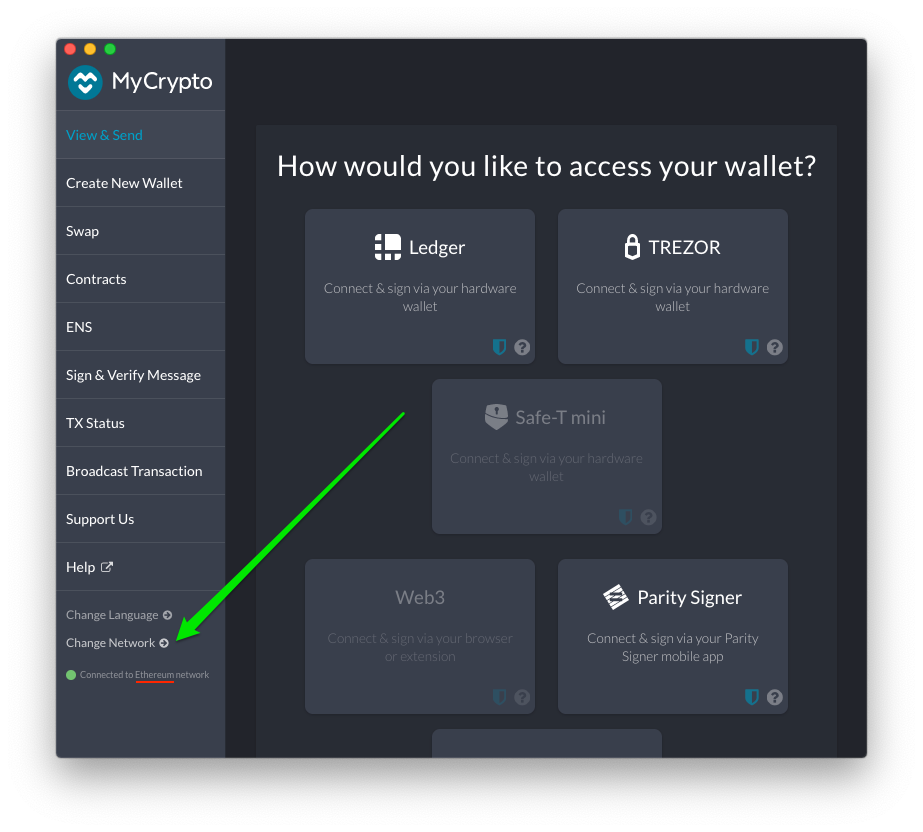 MyCrypto
View & Send
Create New Wallet
Swap
Contracts
ENS
Sign & Verify Message
TX Status
Broadcast Transaction
Support Us
Help
Change Language
Change Network
Connected to Ethereum network
How would you like to access your wallet?
Ledger
Connect & sign via your hardware
wallet
TREZOR
Connect & sign via your hardware
wallet
Safe-T mini
Connect & sign via your hardware
wallet
Web3
Connect & sign via your browser
or extension
Parity Signer
Connect & sign via your Parity
Signer mobile app